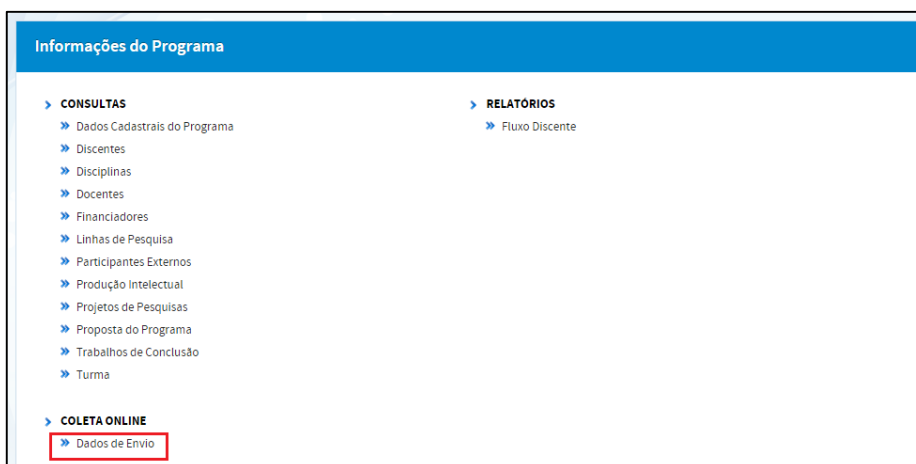 Informações do Programa
CONSULTAS
Dados Cadastrais do Programa
Discentes
Disciplinas
Docentes
Financiadores
Linhas de Pesquisa
Participantes Externos
Produção Intelectual
Projetos de Pesquisas
Proposta do Programa
Trabalhos de Conclusão
Turma
COLETA ONLINE
Dados de Envio
RELATÓRIOS
Fluxo Discente